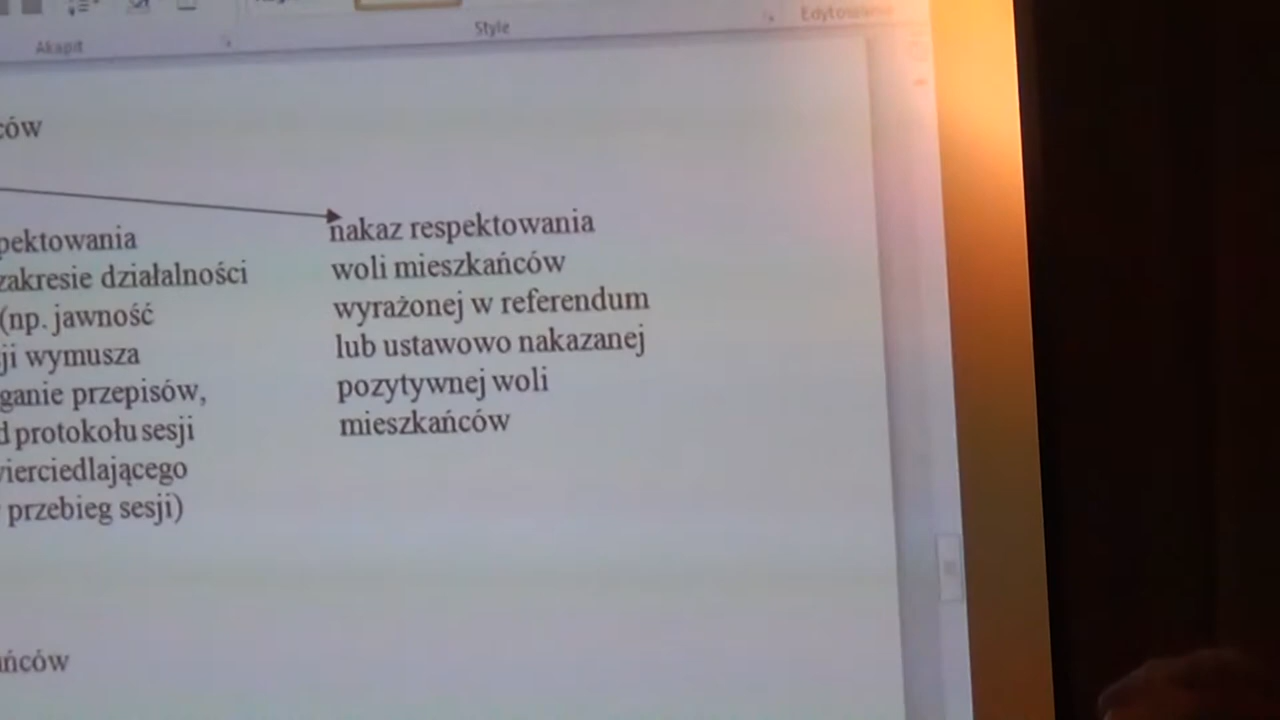 Akapit
Style
ców
pektowania
zakresie działalności
(np. jawność
ji wymusza
ganie przepisów,
d protokołu sesji
wierciedlającego
przebieg sesji)
nakaz respektowania
woli mieszkańców
wyrażonej w referendum
lub ustawowo nakazanej
pozytywnej woli
mieszkańców
ńców